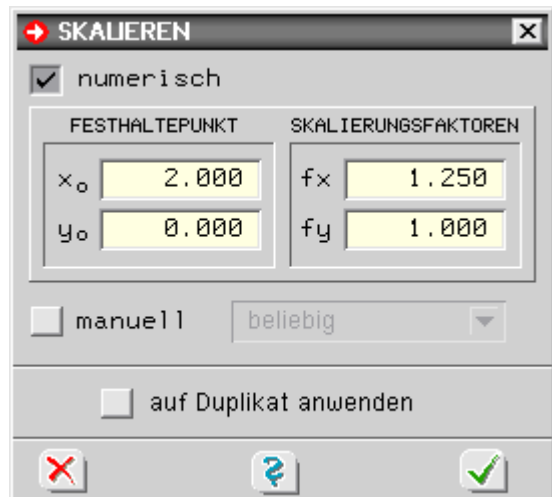 SKALIEREN
numerisch
FESTHALTEPUNKT SKALIERUNGSFAKTOREN
xo 2.000 fx 1.250
yo 0.000 fy 1.000
manuell beliebig
auf Duplikat anwenden